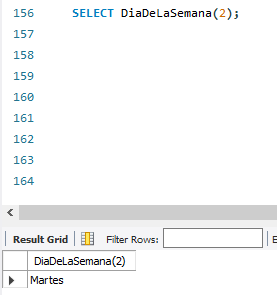 156 SELECT DiaDeLaSemana(2);
157
158
159
160
161
162
163
164
Result Grid Filter Rows: E
DiaDeLaSemana(2)
Martes